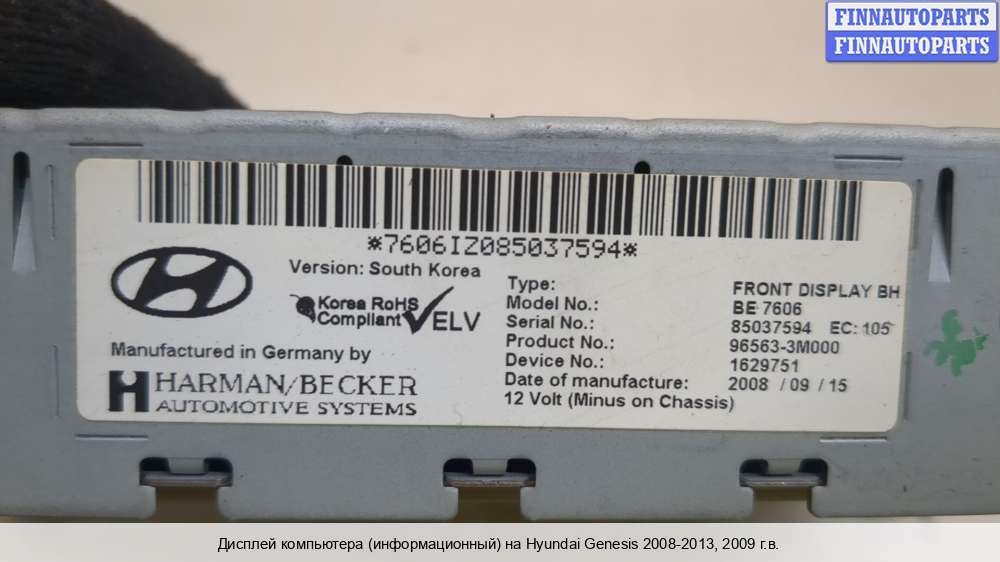 FINNAUTOPARTS
FINNAUTOPARTS
*7606IZ085037594*
Version: South Korea
Korea RoHS
Compliant
ELV
Manufactured in Germany by
HARMAN/BECKER
AUTOMOTIVE SYSTEMS
Type: FRONT DISPLAY BH
Model No.: BE 7606
Serial No.: 85037594 EC: 105
Product No.: 96563-3M000
Device No.: 1629751
Date of manufacture: 2008 / 09 / 15
12 Volt (Minus on Chassis)
Дисплей компьютера (информационный) на Hyundai Genesis 2008-2013, 2009 г.в.